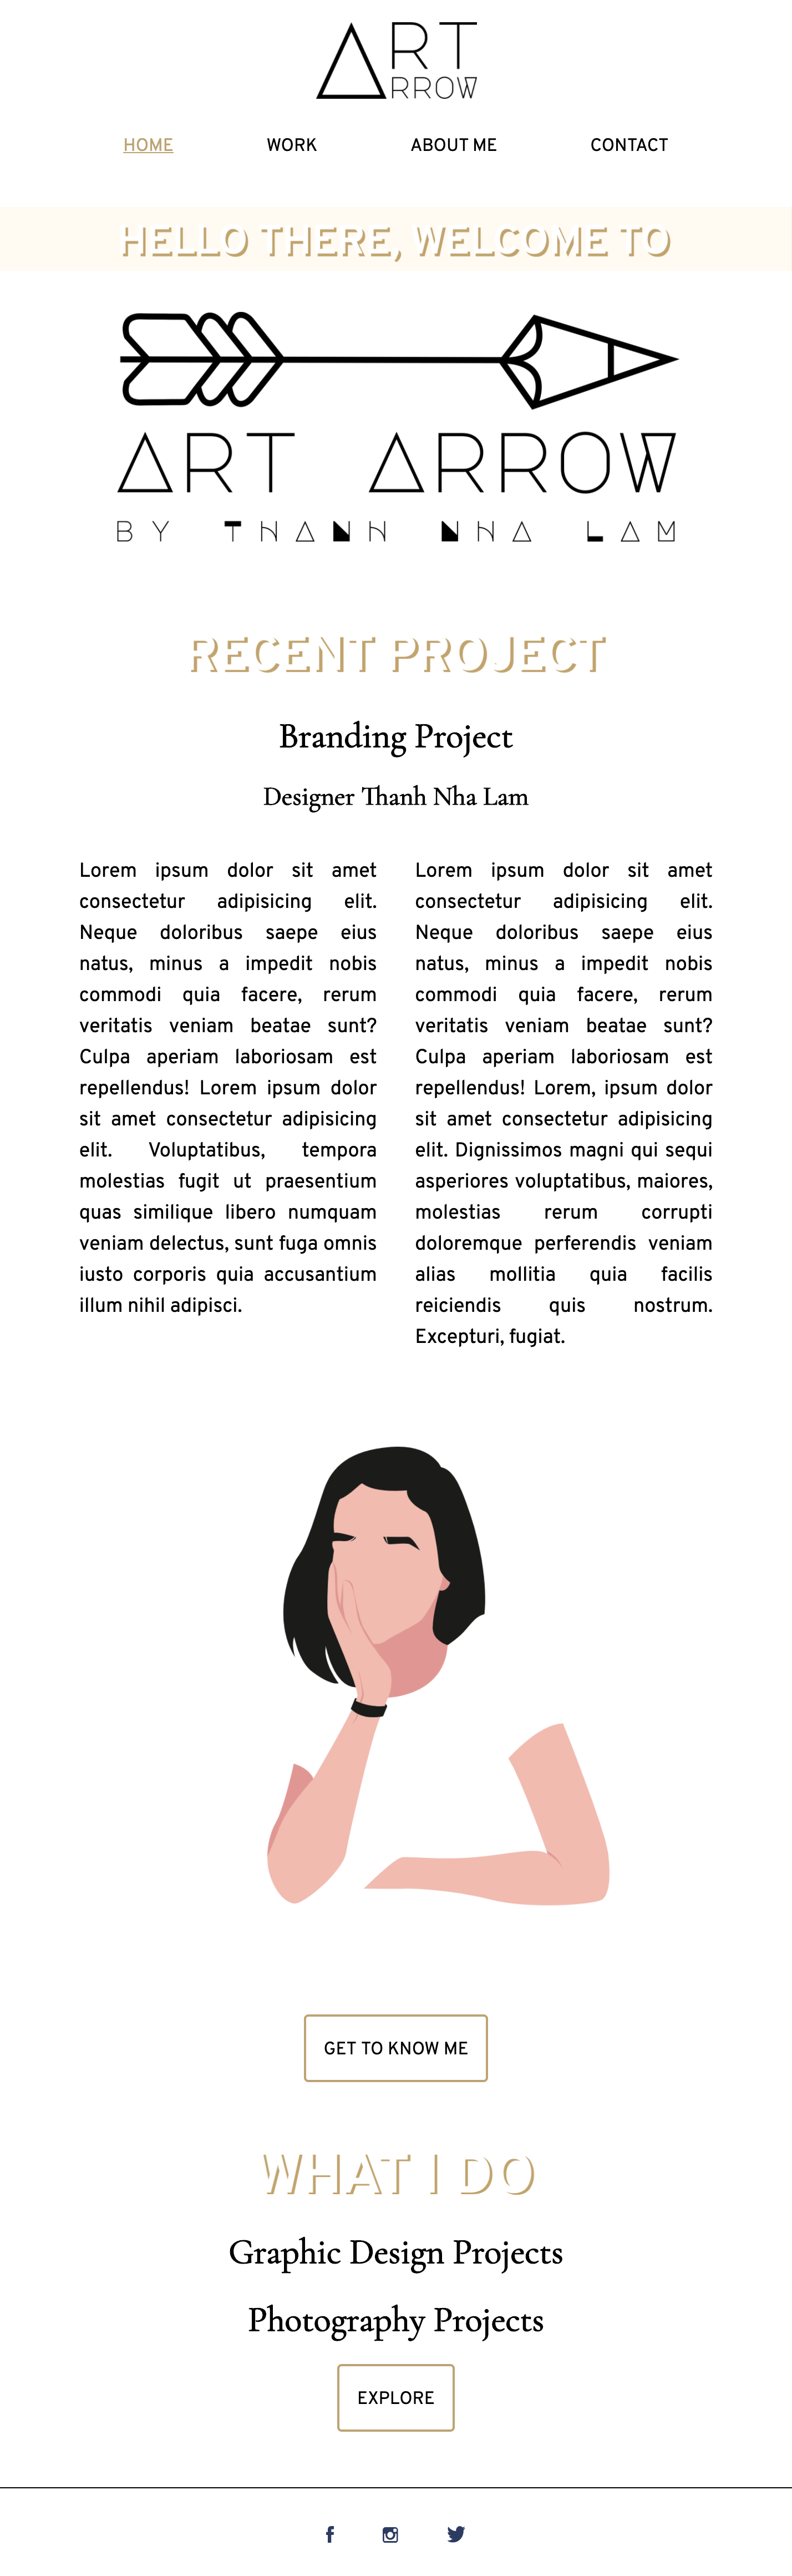 ART
ARROW
HOME WORK ABOUT ME CONTACT
HELLO THERE, WELCOME TO
ART ARROW
BY THANH NHA LAM
RECENT PROJECT
Branding Project
Designer Thanh Nha Lam
Lorem ipsum dolor sit amet
consectetur adipisicing elit.
Neque doloribus saepe eius
natus, minus a impedit nobis
commodi quia facere, rerum
veritatis veniam beatae sunt?
Culpa aperiam laboriosam est
repellendus! Lorem ipsum dolor
sit amet consectetur adipisicing
elit. Voluptatibus, tempora
molestias fugit ut praesentium
quas similique libero numquam
veniam delectus, sunt fuga omnis
iusto corporis quia accusantium
illum nihil adipisci.
Lorem ipsum dolor sit amet
consectetur adipisicing elit.
Neque doloribus saepe eius
natus, minus a impedit nobis
commodi quia facere, rerum
veritatis veniam beatae sunt?
Culpa aperiam laboriosam est
repellendus! Lorem, ipsum dolor
sit amet consectetur adipisicing
elit. Dignissimos magni qui sequi
asperiores voluptatibus, maiores,
molestias rerum corrupti
doloremque perferendis veniam
alias mollitia quia facilis
reiciendis quis nostrum.
Excepturi, fugiat.
GET TO KNOW ME
WHAT I DO
Graphic Design Projects
Photography Projects
EXPLORE